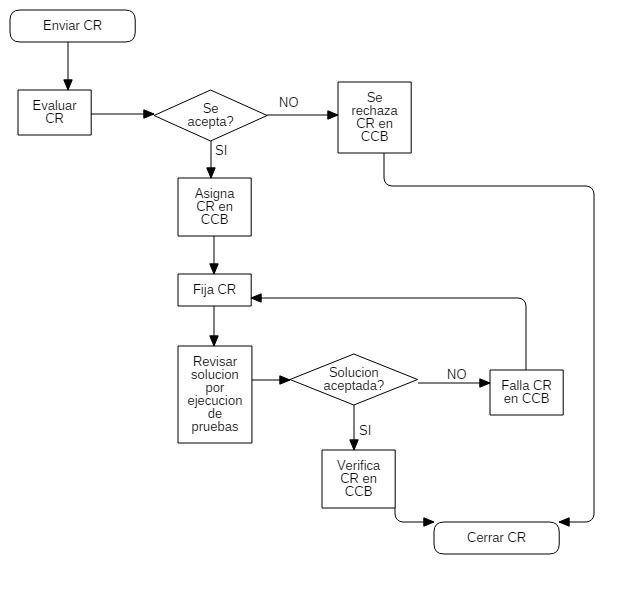 Enviar CR
Evaluar
CR
Se
acepta?
NO
Se
rechaza
CR en
CCB
SI
Asigna
CR en
CCB
Fija CR
Revisar
solucion
por
ejecucion
de
pruebas
Solucion
aceptada?
NO
Falla CR
en CCB
SI
Verifica
CR en
CCB
Cerrar CR